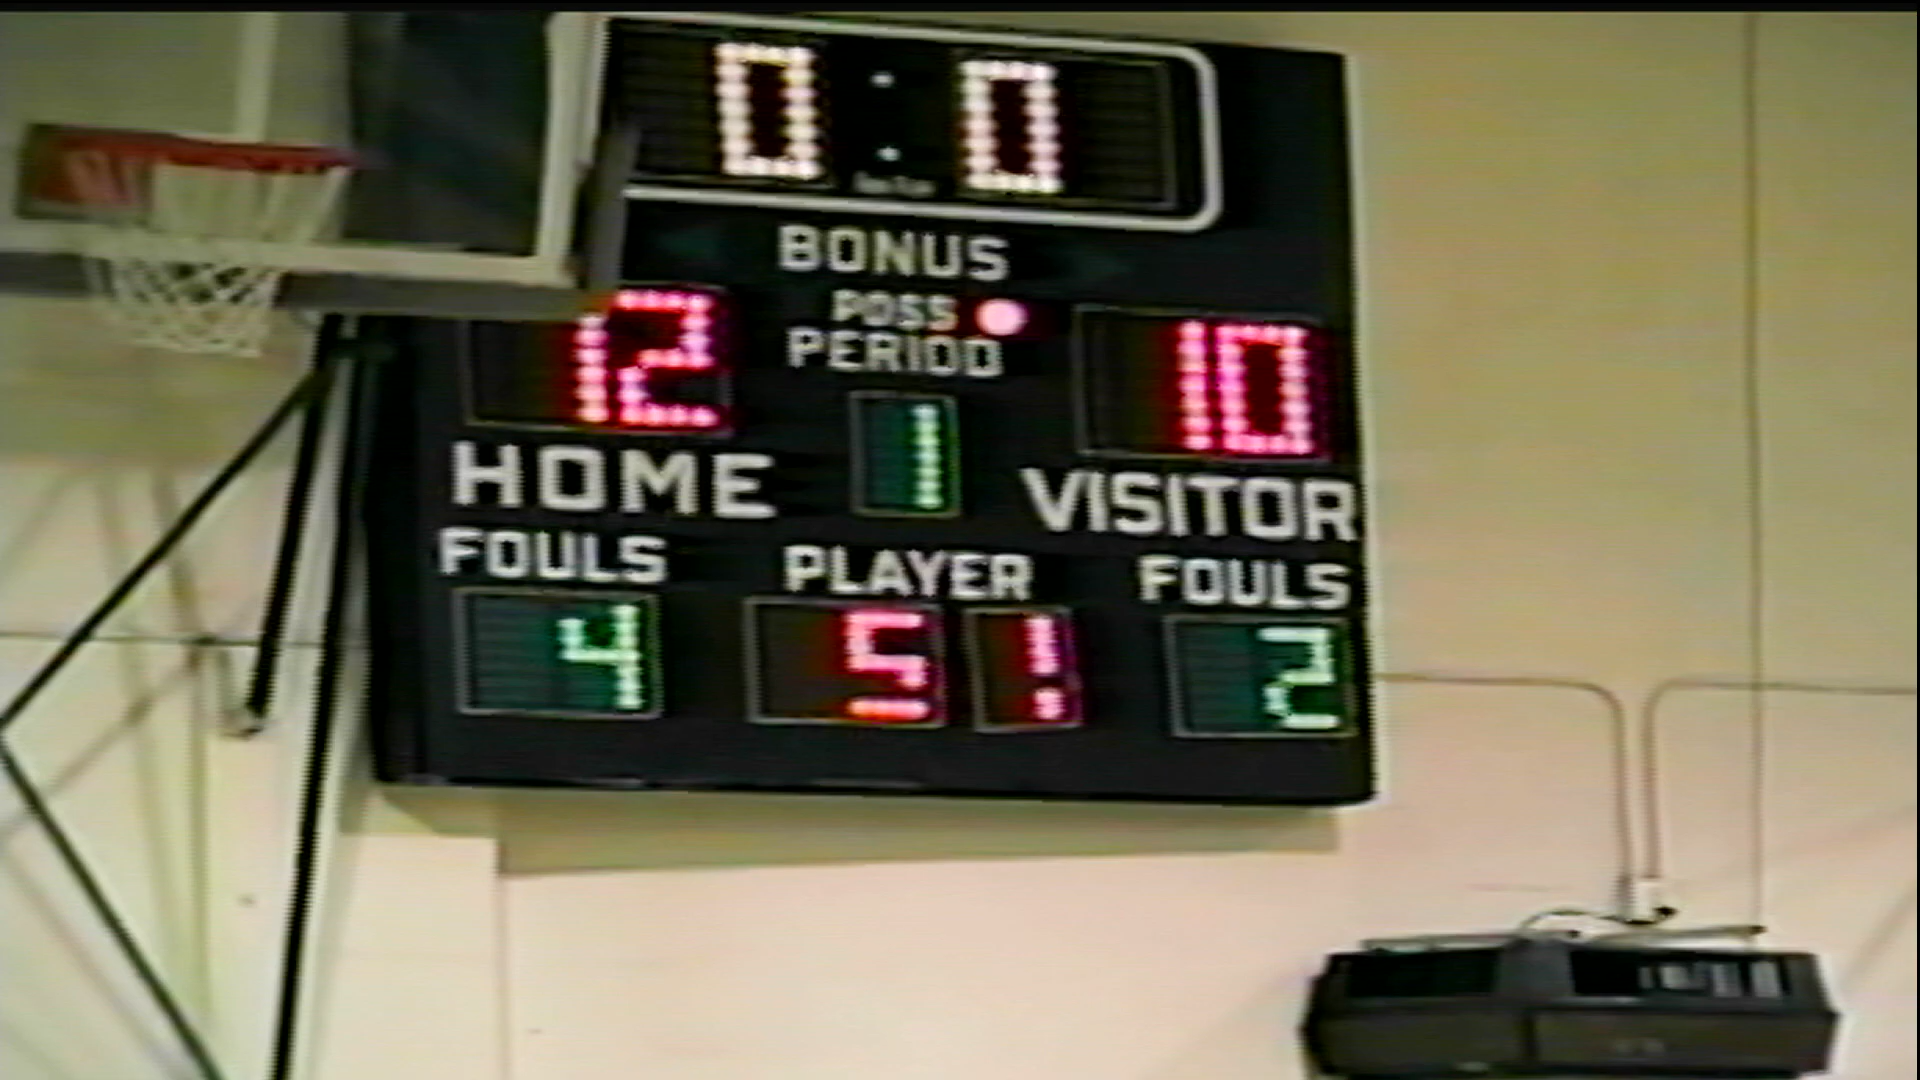 0:0
BONUS
POSS
PERIOD
12 1 10
HOME VISITOR
FOULS PLAYER FOULS
4 5 1 2